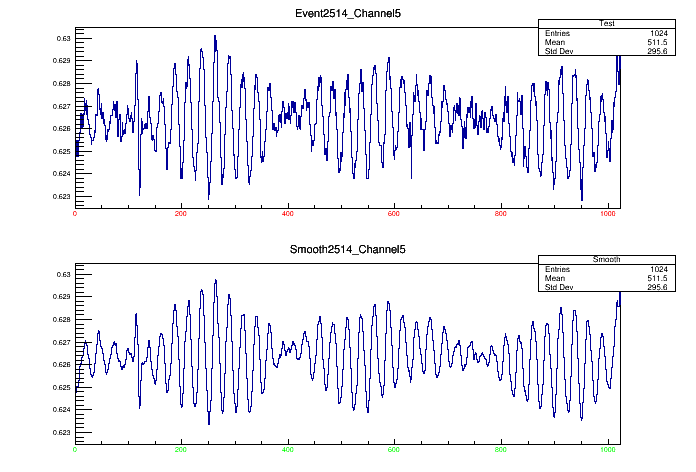 Event2514_Channel5
Test
Entries 1024
Mean 511.5
Std Dev 295.6
0.63
0.629
0.628
0.627
0.626
0.625
0.624
0.623
0 200 400 600 800 1000
Smooth2514_Channel5
Smooth
Entries 1024
Mean 511.5
Std Dev 295.6
0.63
0.629
0.628
0.627
0.626
0.625
0.624
0.623
0 200 400 600 800 1000